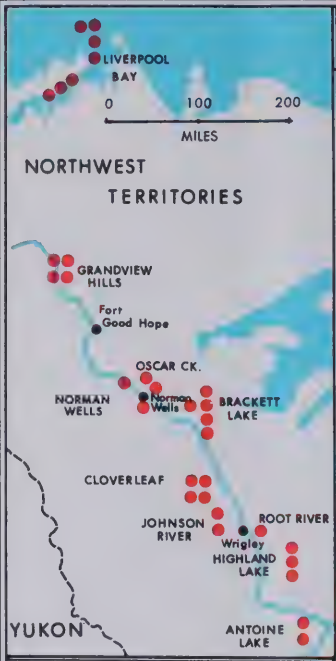 LIVERPOOL
BAY
0 100 200
MILES
NORTHWEST
TERRITORIES
GRANDVIEW
HILLS
Fort
Good Hope
OSCAR CK.
NORMAN
WELLS
Norman
Wells
BRACKETT
LAKE
CLOVERLEAF
JOHNSON
RIVER
ROOT RIVER
Wrigley
HIGHLAND
LAKE
YUKON
ANTOINE
LAKE